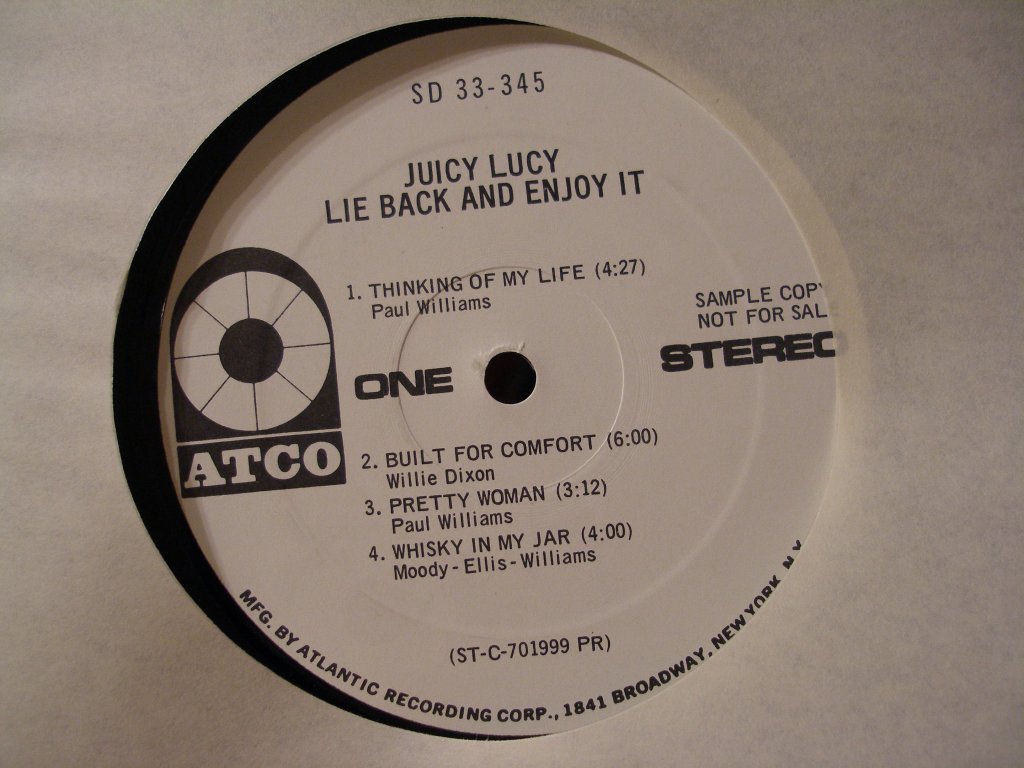 SD 33-345
JUICY LUCY
LIE BACK AND ENJOY IT
1. THINKING OF MY LIFE (4:27)
Paul Williams
SAMPLE COP
NOT FOR SAL
STEREO
ONE
ATCO
2. BUILT FOR COMFORT (6:00)
Willie Dixon
3. PRETTY WOMAN (3:12)
Paul Williams
4. WHISKY IN MY JAR (4:00)
Moody-Ellis-Williams
(ST-C-701999 PR)
MFG. BY ATLANTIC RECORDING CORP., 1841 BROADWAY, NEW YORK, N.Y.